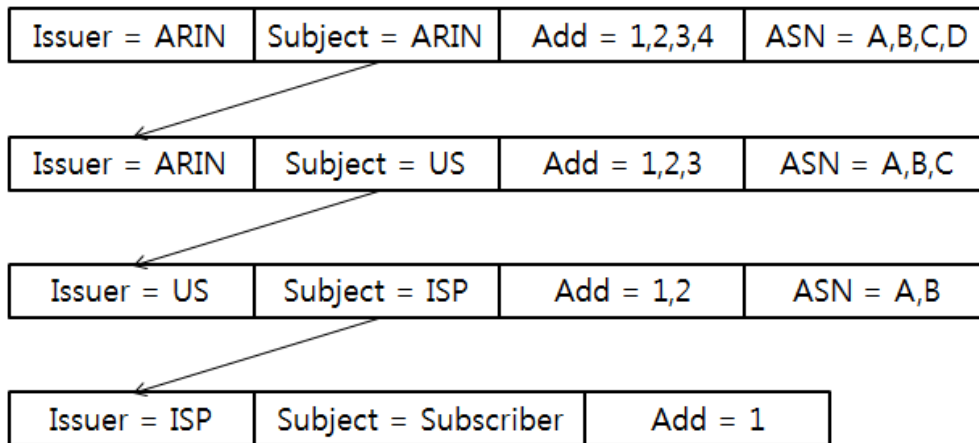 Issuer = ARIN Subject = ARIN Add = 1,2,3,4 ASN = A,B,C,D
Issuer = ARIN Subject = US Add = 1,2,3 ASN = A,B,C
Issuer = US Subject = ISP Add = 1,2 ASN = A,B
Issuer = ISP Subject = Subscriber Add = 1